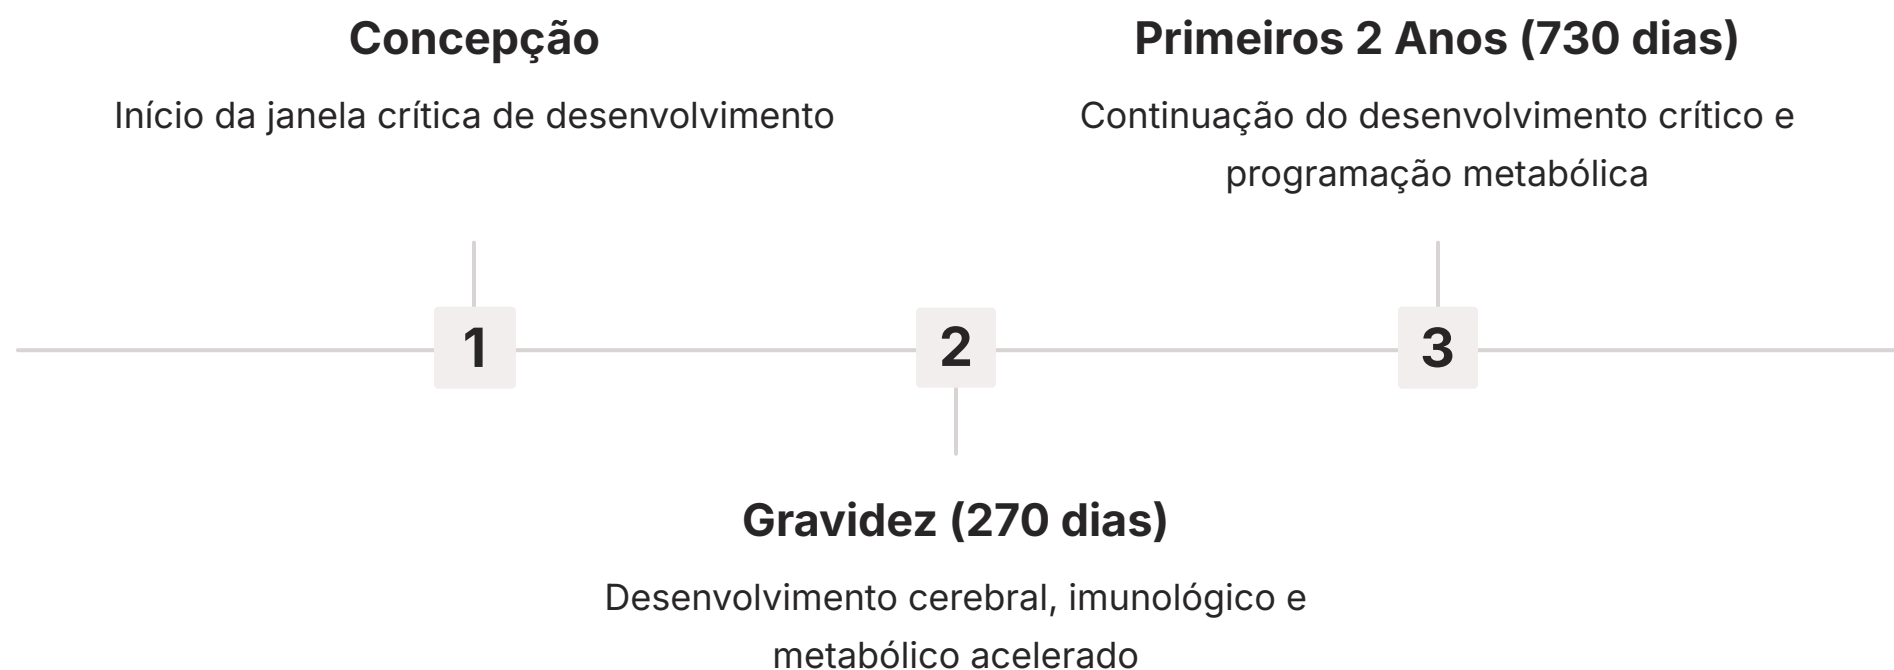 Concepção
Início da janela crítica de desenvolvimento
Primeiros 2 Anos (730 dias)
Continuação do desenvolvimento crítico e
programação metabólica
1
2
3
Gravidez (270 dias)
Desenvolvimento cerebral, imunológico e
metabólico acelerado